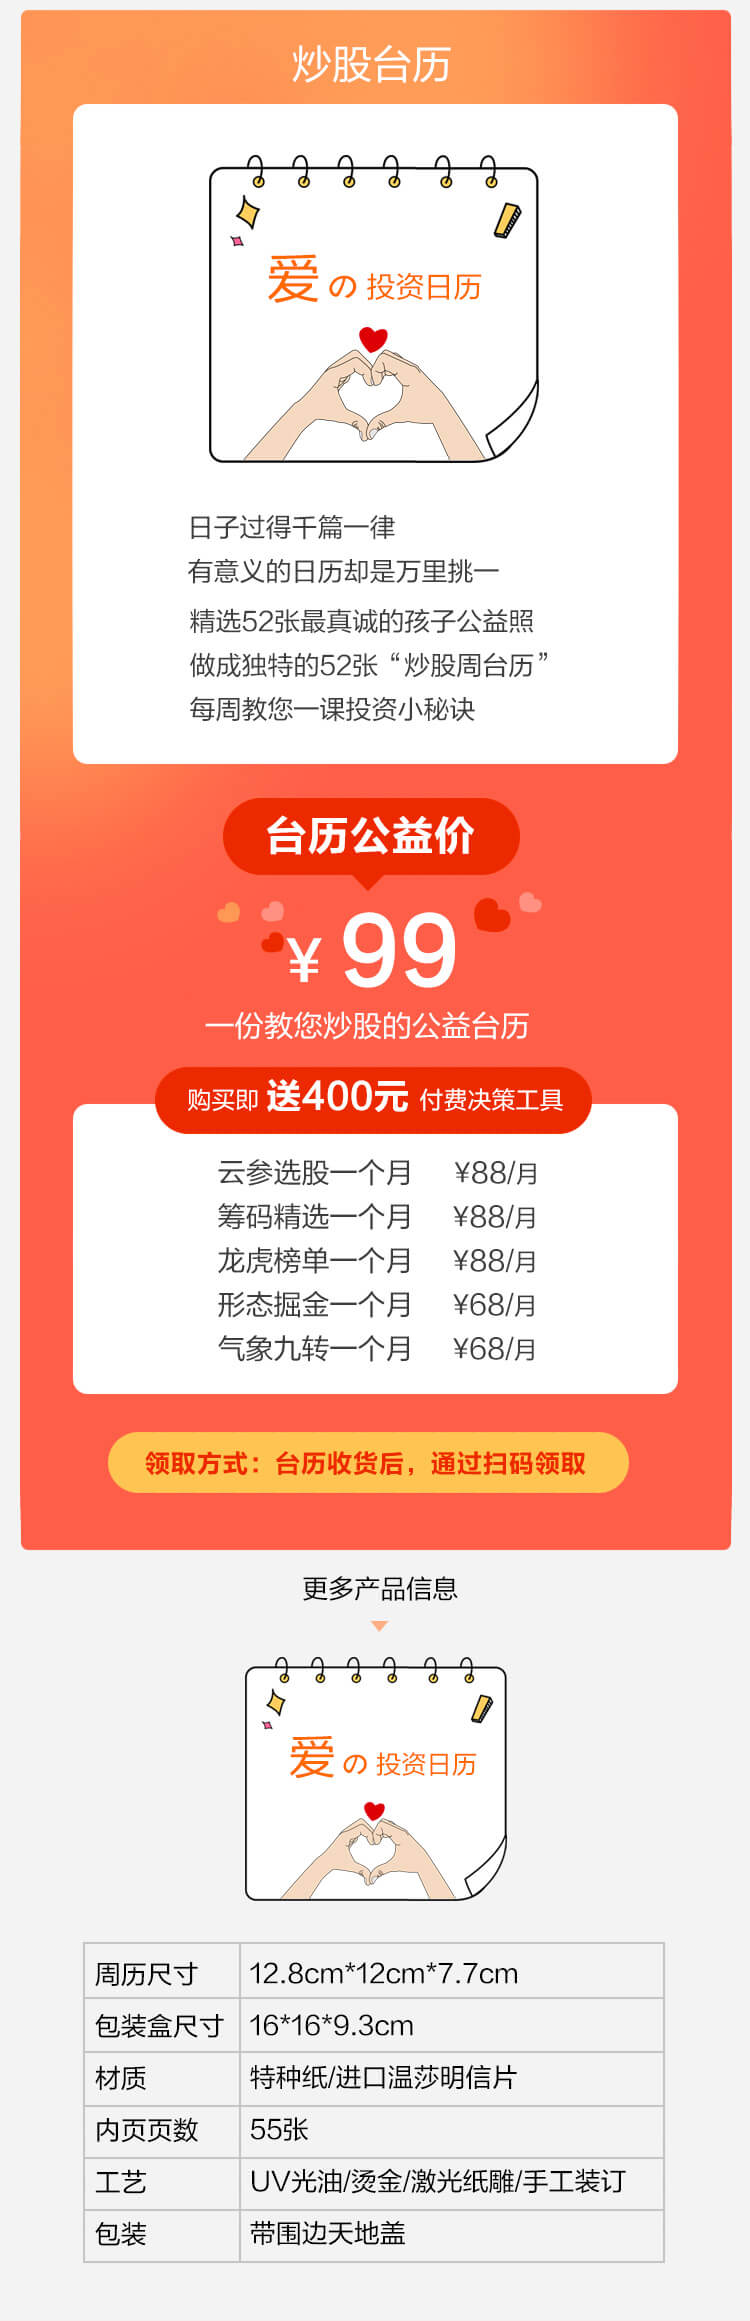 炒股台历
爱の投资日历
日子过得千篇一律
有意义的日历却是万里挑一
精选52张最真诚的孩子公益照
做成独特的52张“炒股周台历”
每周教您一课投资小秘诀
台历公益价
¥ 99
一份教您炒股的公益台历
购买即 送400元 付费决策工具
云参选股一个月 ¥88/月
筹码精选一个月 ¥88/月
龙虎榜单一个月 ¥88/月
形态掘金一个月 ¥68/月
气象九转一个月 ¥68/月
领取方式：台历收货后，通过扫码领取
更多产品信息
爱の投资日历
周历尺寸 12.8cm*12cm*7.7cm
包装盒尺寸 16*16*9.3cm
材质 特种纸/进口温莎明信片
内页页数 55张
工艺 UV光油/烫金/激光纸雕/手工装订
包装 带围边天地盖